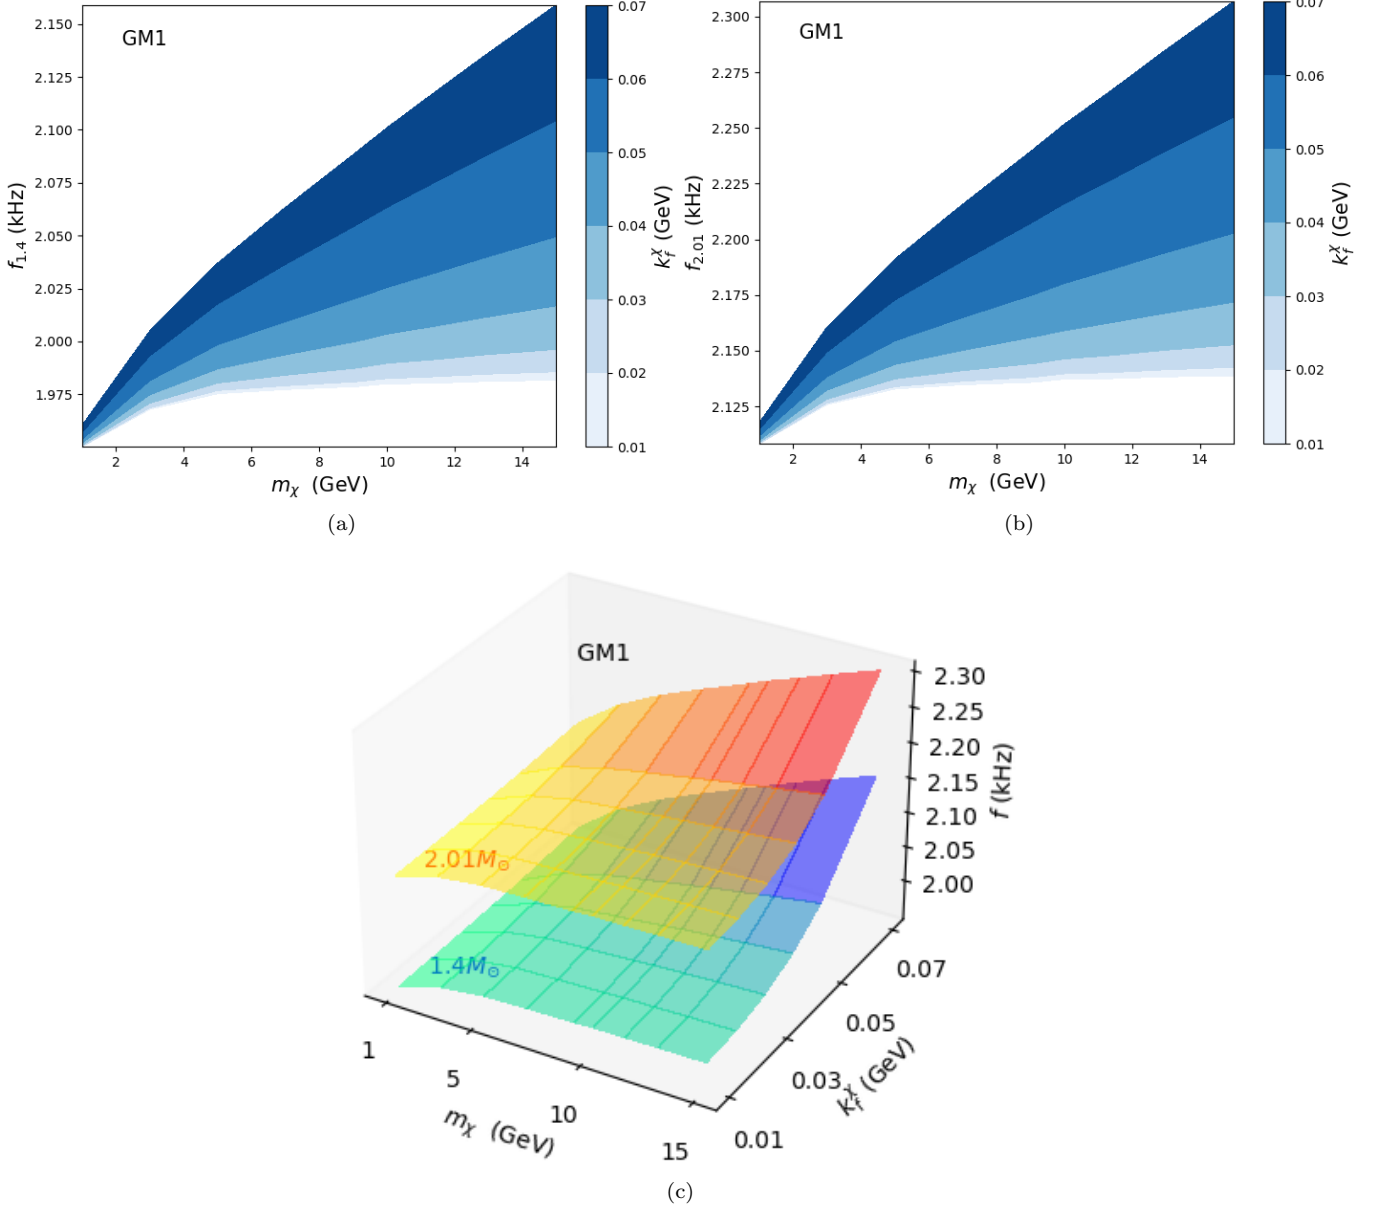 GM1
2.150
2.125
2.100
2.075
2.050
2.025
2.000
1.975
f1.4 (kHz)
2 4 6 8 10 12 14
mχ (GeV)
0.07
0.06
0.05
0.04
0.03
0.02
0.01
kfχ (GeV)
(a)
GM1
2.300
2.275
2.250
2.225
2.200
2.175
2.150
2.125
f2.01 (kHz)
2 4 6 8 10 12 14
mχ (GeV)
0.07
0.06
0.05
0.04
0.03
0.02
0.01
kfχ (GeV)
(b)
GM1
2.01M⊙
1.4M⊙
2.30
2.25
2.20
2.15
2.10
2.05
2.00
f (kHz)
0.07
0.05
0.03
0.01
kfχ (GeV)
1
5
10
15
mχ (GeV)
(c)